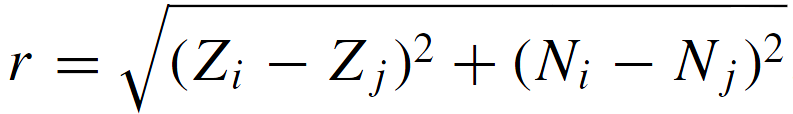 r = √(Z_i − Z_j)² + (N_i − N_j)²